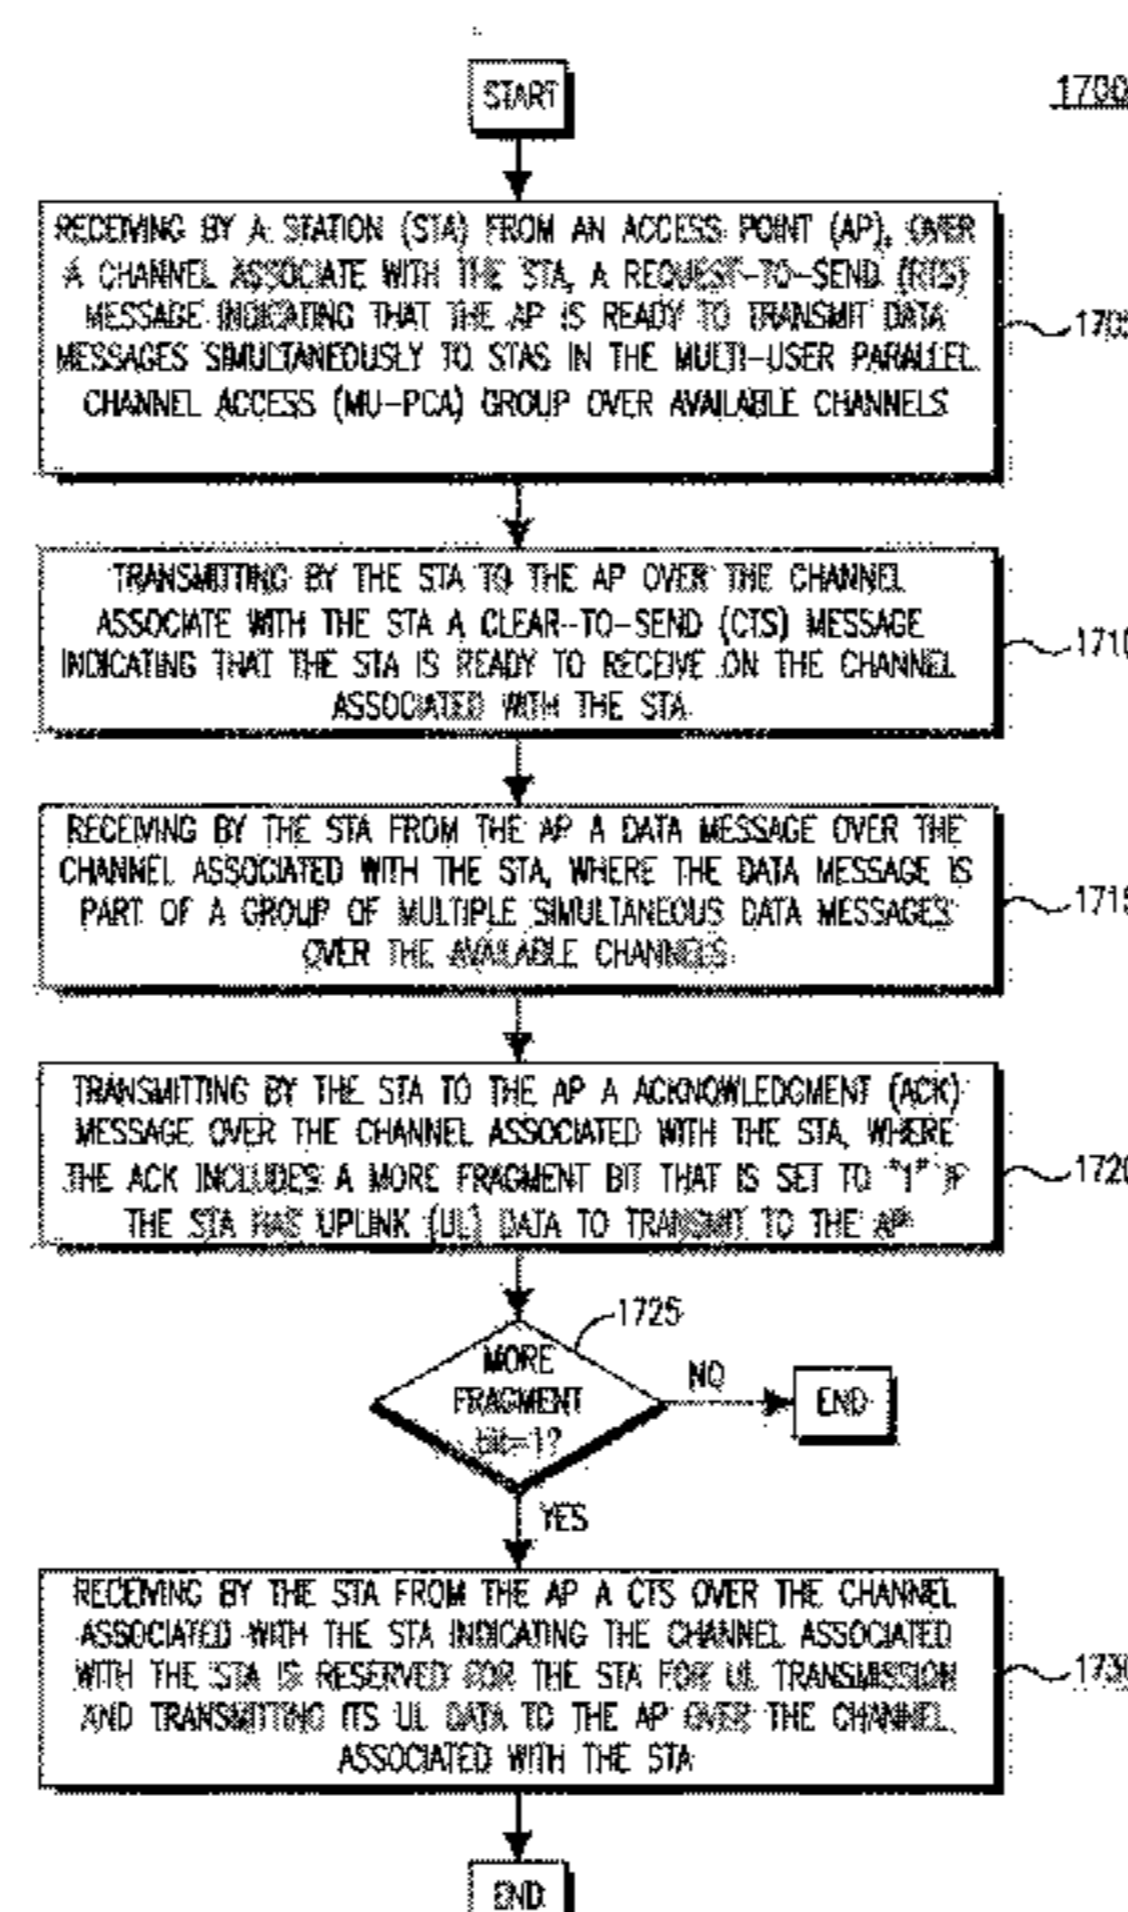 START
1700
RECEIVING BY A STATION (STA) FROM AN ACCESS POINT (AP), OVER
A CHANNEL ASSOCIATE WITH THE STA, A REQUEST-TO-SEND (RTS)
MESSAGE INDICATING THAT THE AP IS READY TO TRANSMIT DATA
MESSAGES SIMULTANEOUSLY TO STAS IN THE MULTI-USER PARALLEL
CHANNEL ACCESS (MU-PCA) GROUP OVER AVAILABLE CHANNELS
1705
TRANSMITTING BY THE STA TO THE AP OVER THE CHANNEL
ASSOCIATE WITH THE STA A CLEAR-TO-SEND (CTS) MESSAGE
INDICATING THAT THE STA IS READY TO RECEIVE ON THE CHANNEL
ASSOCIATED WITH THE STA
1710
RECEIVING BY THE STA FROM THE AP A DATA MESSAGE OVER THE
CHANNEL ASSOCIATED WITH THE STA, WHERE THE DATA MESSAGE IS
PART OF A GROUP OF MULTIPLE SIMULTANEOUS DATA MESSAGES
OVER THE AVAILABLE CHANNELS
1715
TRANSMITTING BY THE STA TO THE AP A ACKNOWLEDGMENT (ACK)
MESSAGE OVER THE CHANNEL ASSOCIATED WITH THE STA, WHERE
THE ACK INCLUDES A MORE FRAGMENT BIT THAT IS SET TO "1" IF
THE STA HAS UPLINK (UL) DATA TO TRANSMIT TO THE AP
1720
1725
MORE
FRAGMENT
bit=1?
NO
END
YES
RECEIVING BY THE STA FROM THE AP A CTS OVER THE CHANNEL
ASSOCIATED WITH THE STA INDICATING THE CHANNEL ASSOCIATED
WITH THE STA IS RESERVED FOR THE STA FOR UL TRANSMISSION
AND TRANSMITTING ITS UL DATA TO THE AP OVER THE CHANNEL
ASSOCIATED WITH THE STA
1730
END